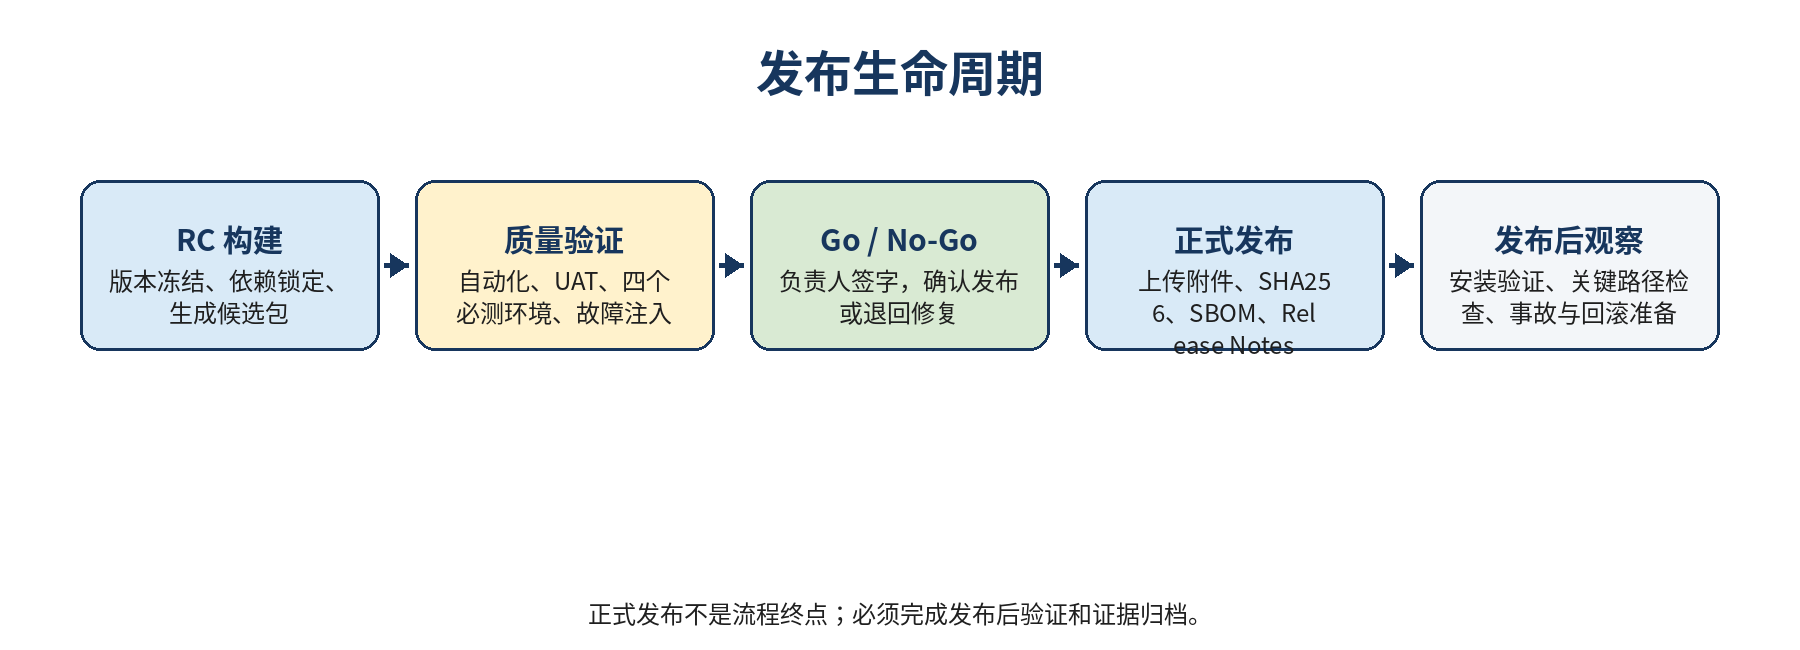 发布生命周期
RC 构建
版本冻结、依赖锁定、
生成候选包
质量验证
自动化、UAT、四个
必测环境、故障注入
Go / No-Go
负责人签字，确认发布
或退回修复
正式发布
上传附件、SHA25
6、SBOM、Rel
ease Notes
发布后观察
安装验证、关键路径检
查、事故与回滚准备
正式发布不是流程终点；必须完成发布后验证和证据归档。